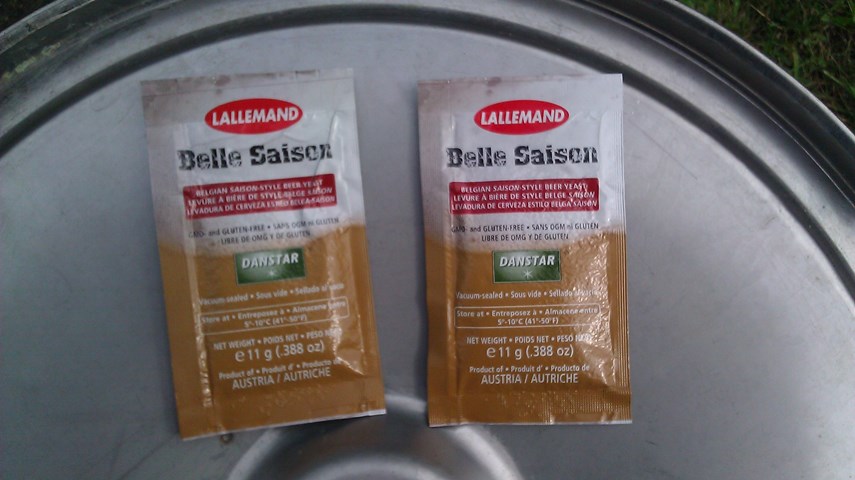 LALLEMAND
Belle Saison
BELGIAN SAISON-STYLE BEER YEAST
LEVURE À BIÈRE DE STYLE BELGE SAISON
LEVADURA DE CERVEZA ESTILO BELGA SAISON
GMO- and GLUTEN-FREE • SANS OGM ni GLUTEN
LIBRE DE OMG Y DE GLUTEN
DANSTAR
Vacuum-sealed • Sous vide • Sellado al vacío
Store at • Entreposez à • Almacene entre
5°-10°C (41°-50°F)
NET WEIGHT • POIDS NET • PESO
e 11 g (.388 oz)
Product of • Produit d' • Producto de
AUSTRIA / AUTRICHE
LALLEMAND
Belle Saison
BELGIAN SAISON-STYLE BEER YEAST
LEVURE À BIÈRE DE STYLE BELGE SAISON
LEVADURA DE CERVEZA ESTILO BELGA SAISON
GMO- and GLUTEN-FREE • SANS OGM ni GLUTEN
LIBRE DE OMG Y DE GLUTEN
DANSTAR
Vacuum-sealed • Sous vide • Sellado al
Store at • Entreposez à • Almacene entre
5°-10°C (41°-50°F)
NET WEIGHT • POIDS NET • PESO
e 11 g (.388 oz)
Product of • Produit d' • Producto de
AUSTRIA / AUTRICHE